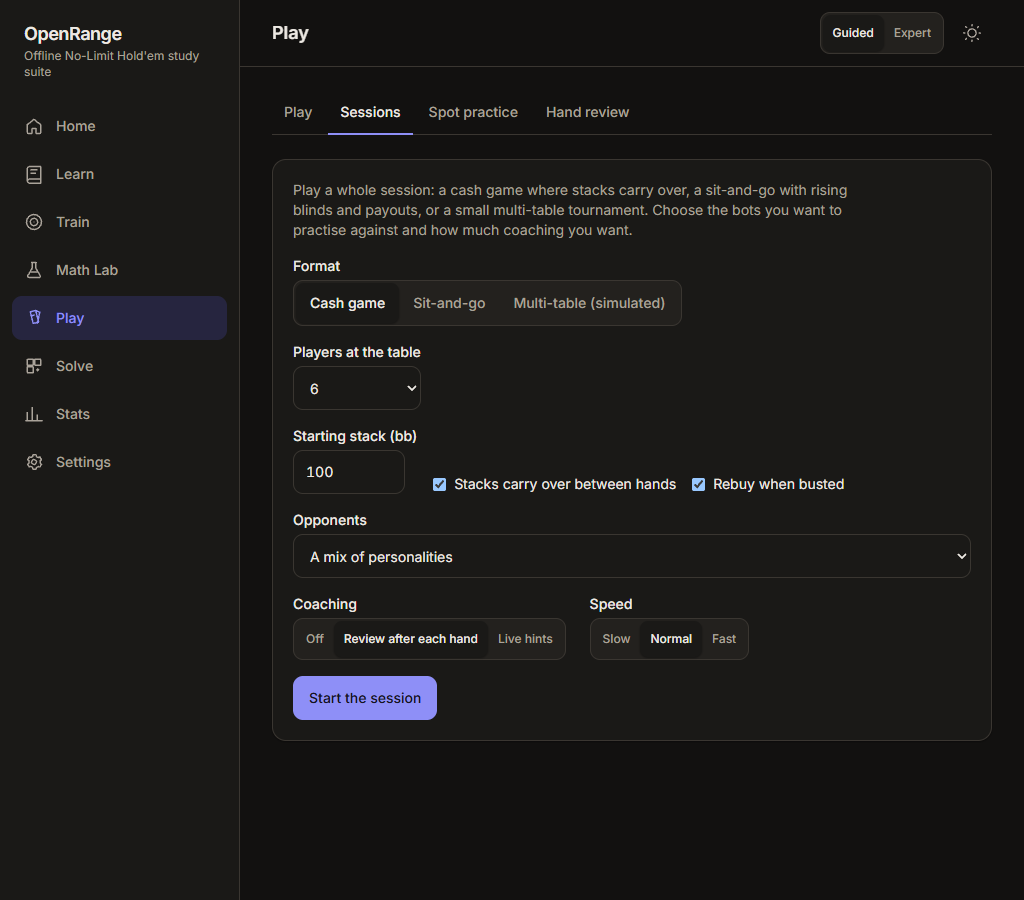 OpenRange
Offline No-Limit Hold'em study
suite
Home
Learn
Train
Math Lab
Play
Solve
Stats
Settings
Play
Guided Expert
Play Sessions Spot practice Hand review
Play a whole session: a cash game where stacks carry over, a sit-and-go with rising
blinds and payouts, or a small multi-table tournament. Choose the bots you want to
practise against and how much coaching you want.
Format
Cash game Sit-and-go Multi-table (simulated)
Players at the table
6
Starting stack (bb)
100 Stacks carry over between hands Rebuy when busted
Opponents
A mix of personalities
Coaching Speed
Off Review after each hand Live hints Slow Normal Fast
Start the session